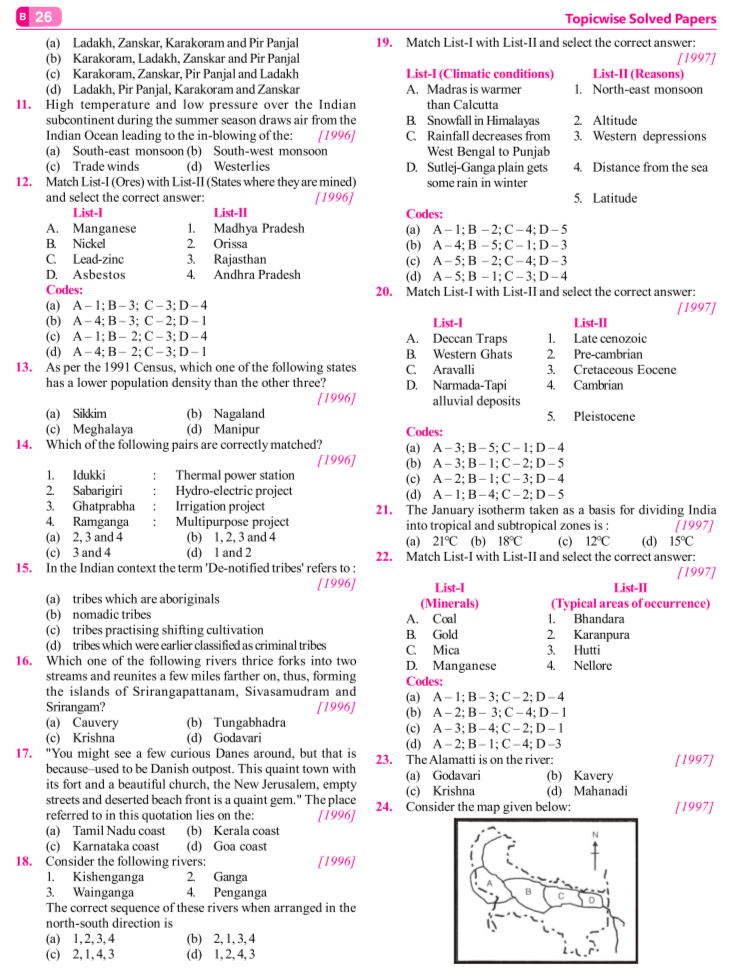 B 26
Topicwise Solved Papers
(a) Ladakh, Zanskar, Karakoram and Pir Panjal
(b) Karakoram, Ladakh, Zanskar and Pir Panjal
(c) Karakoram, Zanskar, Pir Panjal and Ladakh
(d) Ladakh, Pir Panjal, Karakoram and Zanskar
11. High temperature and low pressure over the Indian
subcontinent during the summer season draws air from the
Indian Ocean leading to the in-blowing of the: [1996]
(a) South-east monsoon (b) South-west monsoon
(c) Trade winds (d) Westerlies
12. Match List-I (Ores) with List-II (States where they are mined)
and select the correct answer: [1996]
List-I List-II
A. Manganese 1. Madhya Pradesh
B. Nickel 2. Orissa
C. Lead-zinc 3. Rajasthan
D. Asbestos 4. Andhra Pradesh
Codes:
(a) A – 1; B – 3; C – 3; D – 4
(b) A – 4; B – 3; C – 2; D – 1
(c) A – 1; B – 2; C – 3; D – 4
(d) A – 4; B – 2; C – 3; D – 1
13. As per the 1991 Census, which one of the following states
has a lower population density than the other three?
[1996]
(a) Sikkim (b) Nagaland
(c) Meghalaya (d) Manipur
14. Which of the following pairs are correctly matched?
[1996]
1. Idukki : Thermal power station
2. Sabarigiri : Hydro-electric project
3. Ghatprabha : Irrigation project
4. Ramganga : Multipurpose project
(a) 2, 3 and 4 (b) 1, 2, 3 and 4
(c) 3 and 4 (d) 1 and 2
15. In the Indian context the term 'De-notified tribes' refers to :
[1996]
(a) tribes which are aboriginals
(b) nomadic tribes
(c) tribes practising shifting cultivation
(d) tribes which were earlier classified as criminal tribes
16. Which one of the following rivers thrice forks into two
streams and reunites a few miles farther on, thus, forming
the islands of Srirangapattanam, Sivasamudram and
Srirangam? [1996]
(a) Cauvery (b) Tungabhadra
(c) Krishna (d) Godavari
17. "You might see a few curious Danes around, but that is
because–used to be Danish outpost. This quaint town with
its fort and a beautiful church, the New Jerusalem, empty
streets and deserted beach front is a quaint gem." The place
referred to in this quotation lies on the: [1996]
(a) Tamil Nadu coast (b) Kerala coast
(c) Karnataka coast (d) Goa coast
18. Consider the following rivers: [1996]
1. Kishenganga 2. Ganga
3. Wainganga 4. Penganga
The correct sequence of these rivers when arranged in the
north-south direction is
(a) 1, 2, 3, 4 (b) 2, 1, 3, 4
(c) 2, 1, 4, 3 (d) 1, 2, 4, 3
19. Match List-I with List-II and select the correct answer:
[1997]
List-I (Climatic conditions) List-II (Reasons)
A. Madras is warmer 1. North-east monsoon
than Calcutta
B. Snowfall in Himalayas 2. Altitude
C. Rainfall decreases from 3. Western depressions
West Bengal to Punjab
D. Sutlej-Ganga plain gets 4. Distance from the sea
some rain in winter
5. Latitude
Codes:
(a) A – 1; B – 2; C – 4; D – 5
(b) A – 4; B – 5; C – 1; D – 3
(c) A – 5; B – 2; C – 4; D – 3
(d) A – 5; B – 1; C – 3; D – 4
20. Match List-I with List-II and select the correct answer:
[1997]
List-I List-II
A. Deccan Traps 1. Late cenozoic
B. Western Ghats 2. Pre-cambrian
C. Aravalli 3. Cretaceous Eocene
D. Narmada-Tapi 4. Cambrian
alluvial deposits
5. Pleistocene
Codes:
(a) A – 3; B – 5; C – 1; D – 4
(b) A – 3; B – 1; C – 2; D – 5
(c) A – 2; B – 1; C – 3; D – 4
(d) A – 1; B – 4; C – 2; D – 5
21. The January isotherm taken as a basis for dividing India
into tropical and subtropical zones is : [1997]
(a) 21°C (b) 18°C (c) 12°C (d) 15°C
22. Match List-I with List-II and select the correct answer:
[1997]
List-I List-II
(Minerals) (Typical areas of occurrence)
A. Coal 1. Bhandara
B. Gold 2. Karanpura
C. Mica 3. Hutti
D. Manganese 4. Nellore
Codes:
(a) A – 1; B – 3; C – 2; D – 4
(b) A – 2; B – 3; C – 4; D – 1
(c) A – 3; B – 4; C – 2; D – 1
(d) A – 2; B – 1; C – 4; D –3
23. The Alamatti is on the river: [1997]
(a) Godavari (b) Kavery
(c) Krishna (d) Mahanadi
24. Consider the map given below: [1997]
N
A B C D